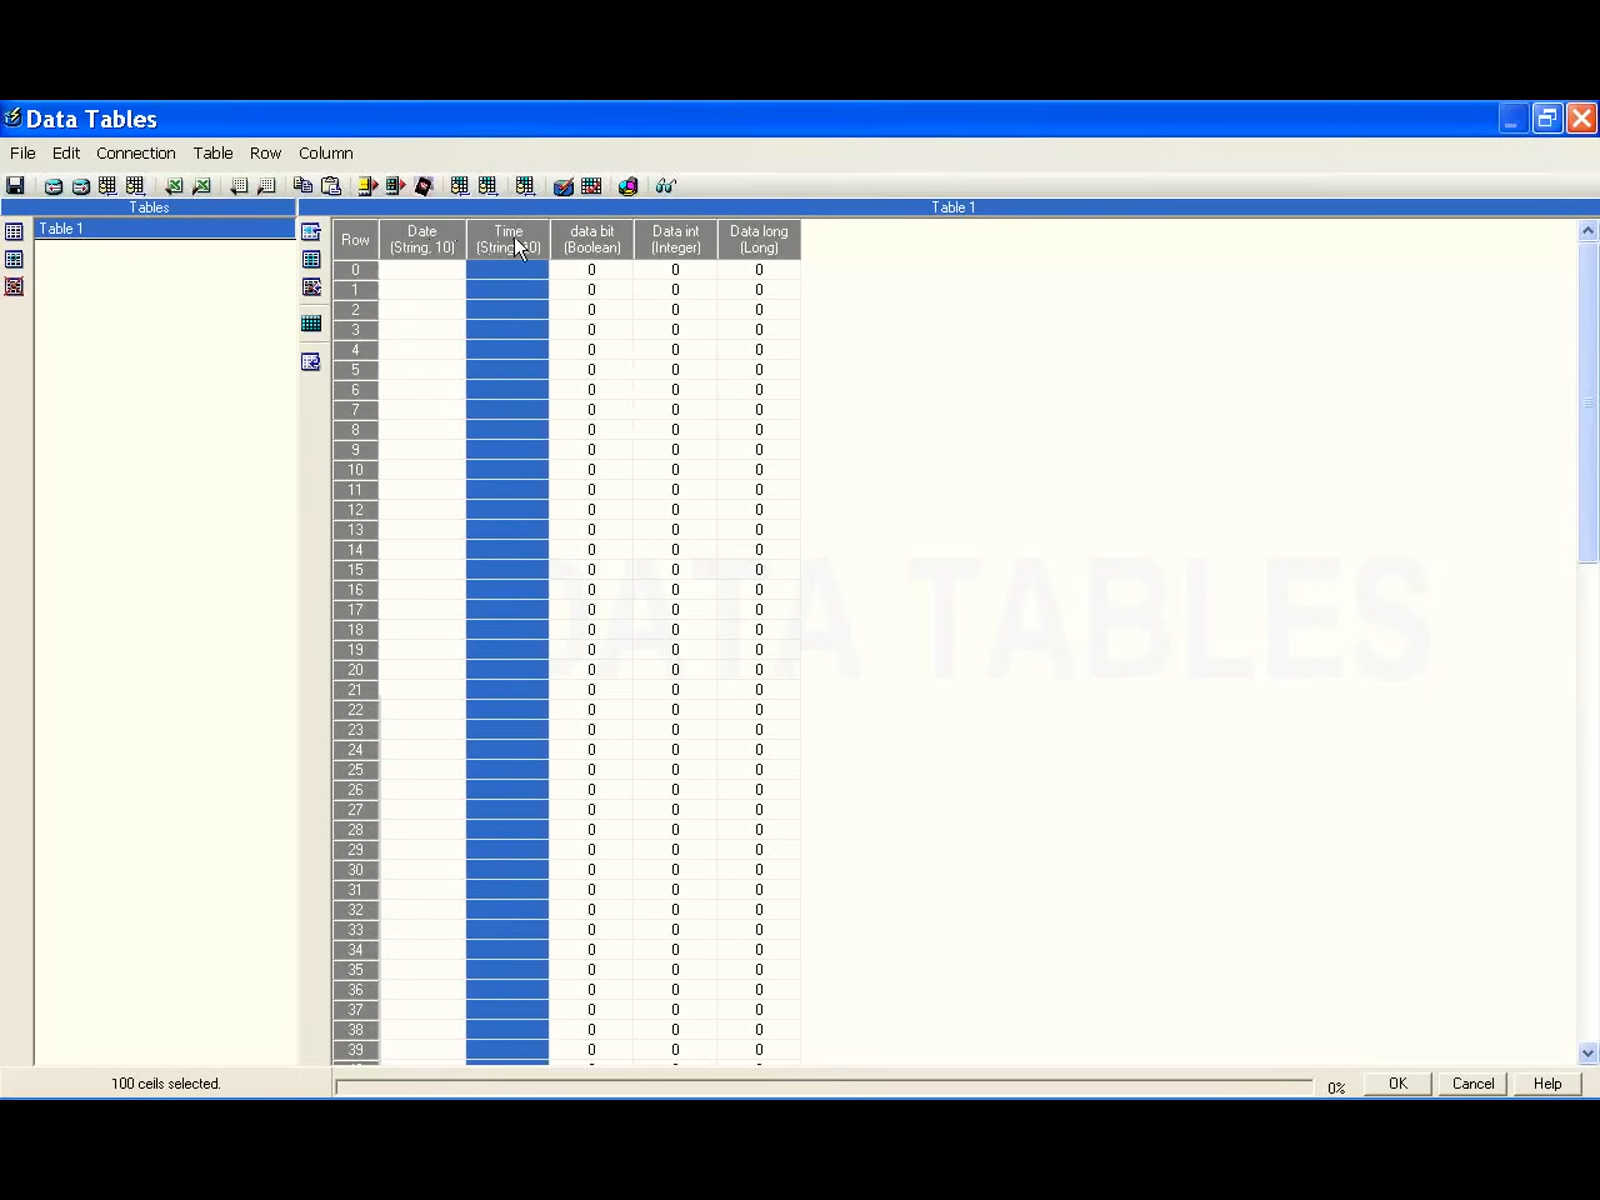 Data Tables
File Edit Connection Table Row Column
Tables
Table 1
Table 1
Row Date Time data bit Data int Data long
(String, 10) (String, 10) (Boolean) (Integer) (Long)
0 0 0 0
1 0 0 0
2 0 0 0
3 0 0 0
4 0 0 0
5 0 0 0
6 0 0 0
7 0 0 0
8 0 0 0
9 0 0 0
10 0 0 0
11 0 0 0
12 0 0 0
13 0 0 0
14 0 0 0
15 0 0 0
16 0 0 0
17 0 0 0
18 0 0 0
19 0 0 0
20 0 0 0
21 0 0 0
22 0 0 0
23 0 0 0
24 0 0 0
25 0 0 0
26 0 0 0
27 0 0 0
28 0 0 0
29 0 0 0
30 0 0 0
31 0 0 0
32 0 0 0
33 0 0 0
34 0 0 0
35 0 0 0
36 0 0 0
37 0 0 0
38 0 0 0
39 0 0 0
DATA TABLES
100 cells selected.
0% OK Cancel Help